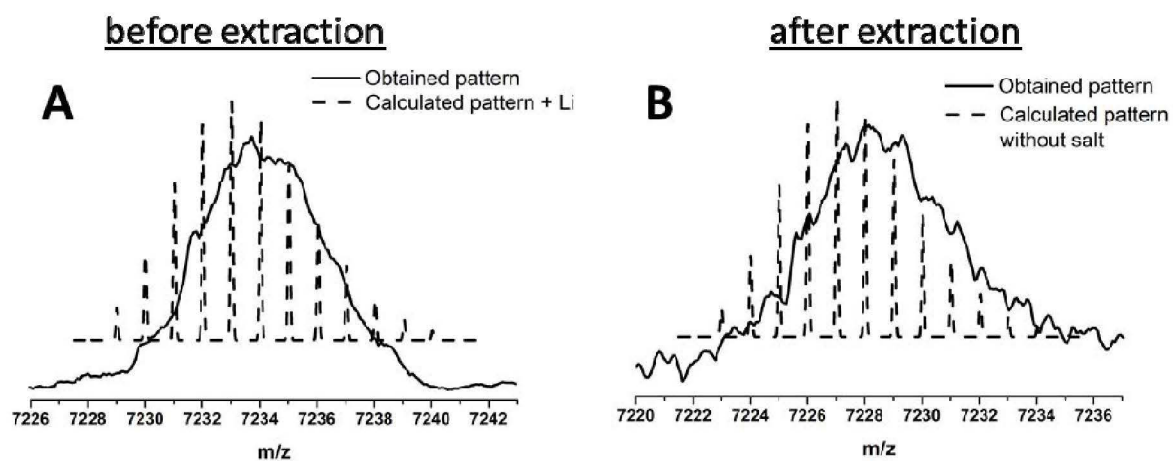 before extraction
after extraction
A
Obtained pattern
Calculated pattern + Li
7226 7228 7230 7232 7234 7236 7238 7240 7242
m/z
B
Obtained pattern
Calculated pattern
without salt
7220 7222 7224 7226 7228 7230 7232 7234 7236
m/z